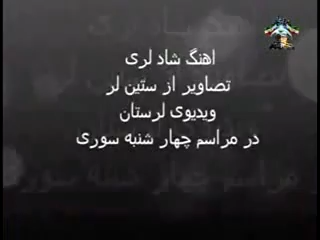 اهنگ شاد لری
تصاویر از ستین لر
ویدیوی لرستان
در مراسم چهار شنبه سوری